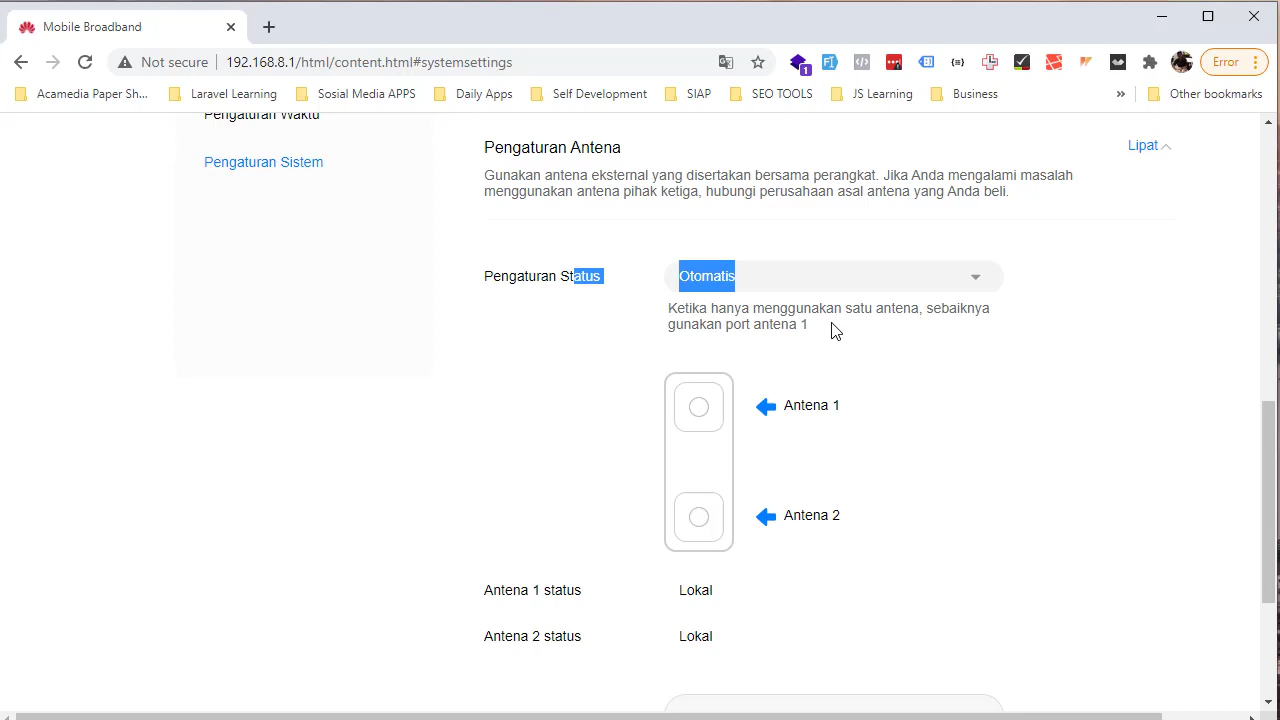 Mobile Broadband
Not secure
192.168.8.1/html/content.html#systemsettings
1
Error
Acamedia Paper Sh...
Laravel Learning
Sosial Media APPS
Daily Apps
Self Development
SIAP
SEO TOOLS
JS Learning
Business
»
Other bookmarks
Pengaturan Waktu
Pengaturan Sistem
Pengaturan Antena
Lipat
Gunakan antena eksternal yang disertakan bersama perangkat. Jika Anda mengalami masalah
menggunakan antena pihak ketiga, hubungi perusahaan asal antena yang Anda beli.
Pengaturan Status
Otomatis
Ketika hanya menggunakan satu antena, sebaiknya
gunakan port antena 1
Antena 1
Antena 2
Antena 1 status
Lokal
Antena 2 status
Lokal